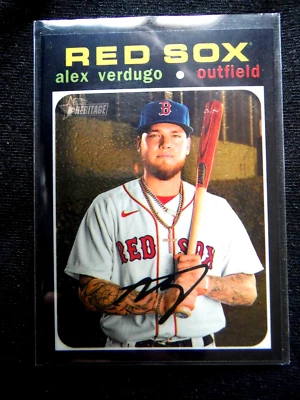 RED SOX
alex verdugo • outfield
HERITAGE
B
RED SOX